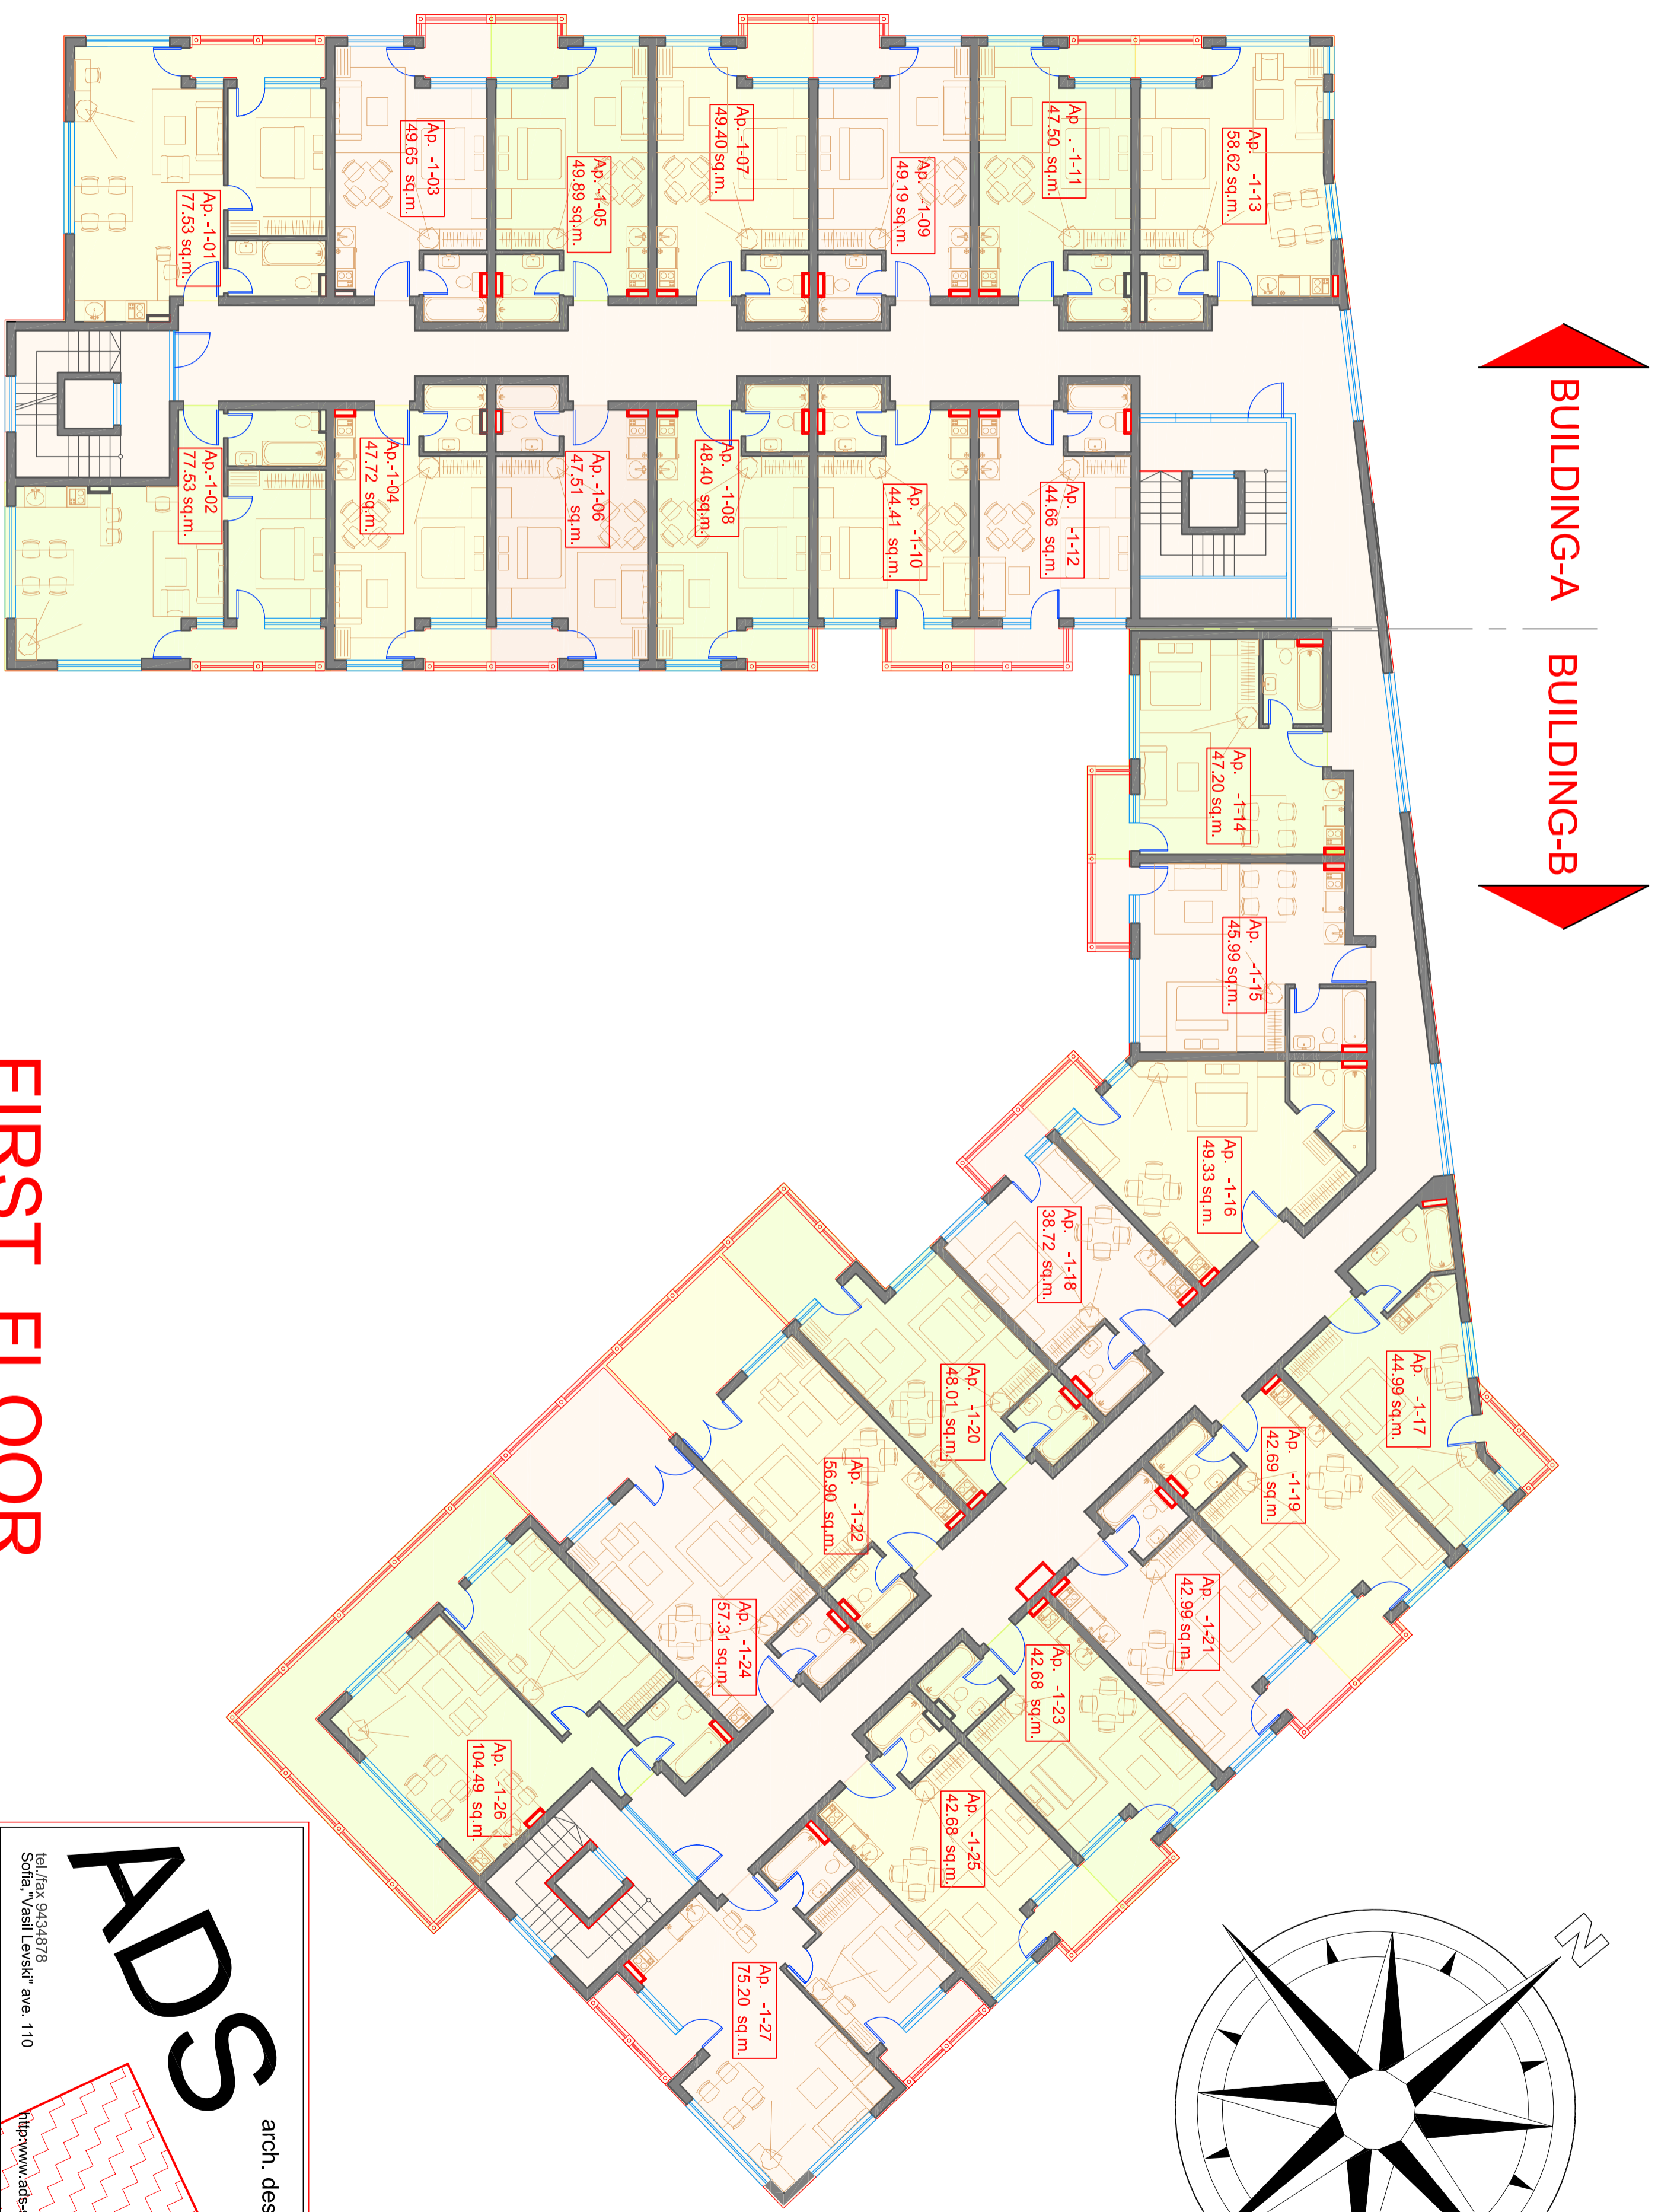 BUILDING-A
BUILDING-B
Ap. -1-13
58.62 sq.m.
Ap . -1-11
47.50 sq.m.
Ap. -1-09
49.19 sq.m.
Ap. -1-07
49.40 sq.m.
Ap. -1-05
49.89 sq.m.
Ap. -1-03
49.65 sq.m.
Ap. -1-01
77.53 sq.m.
Ap. -1-12
44.66 sq.m.
Ap. -1-10
44.41 sq.m.
Ap. -1-08
48.40 sq.m.
Ap. -1-06
47.51 sq.m.
Ap.-1-04
47.72 sq.m.
Ap.-1-02
77.53 sq.m.
Ap. -1-14
47.20 sq.m.
Ap. -1-15
45.99 sq.m.
Ap. -1-16
49.33 sq.m.
Ap. -1-17
44.99 sq.m.
Ap. -1-18
38.72 sq.m.
Ap. -1-19
42.69 sq.m.
Ap. -1-20
48.01 sq.m.
Ap. -1-21
42.99 sq.m.
Ap. -1-22
56.90 sq.m.
Ap. -1-23
42.68 sq.m.
Ap. -1-24
57.31 sq.m.
Ap. -1-25
42.68 sq.m.
Ap. -1-26
104.49 sq.m.
Ap. -1-27
75.20 sq.m.
N
FIRST FLOOR
ADS
arch. des
tel./fax 9434878
Sofia,"Vasil Levski" ave. 110
http:www.ads-